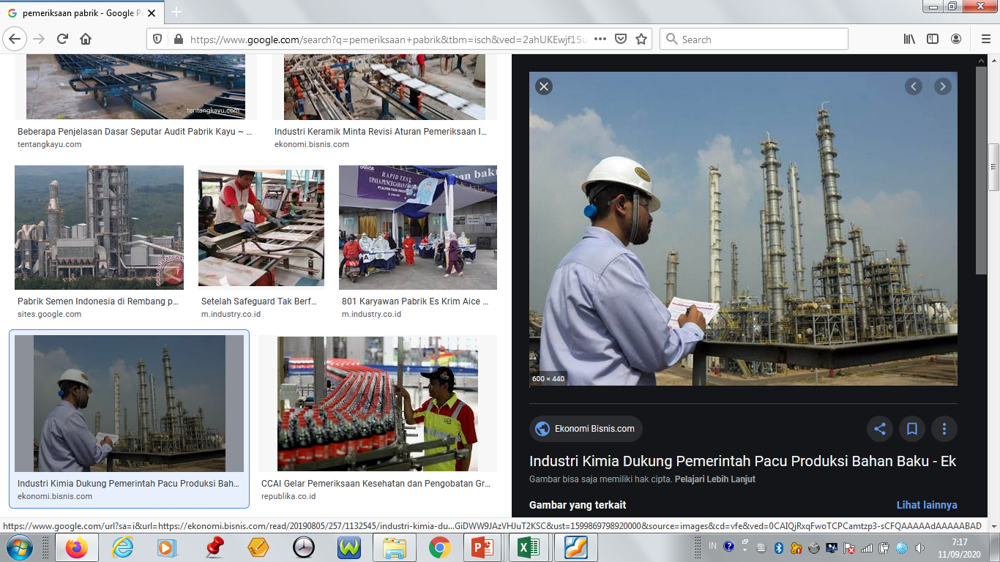 pemeriksaan pabrik - Google P
https://www.google.com/search?q=pemeriksaan+pabrik&tbm=isch&ved=2ahUKEwjf15u
Search
tentangkayu.com
Beberapa Penjelasan Dasar Seputar Audit Pabrik Kayu ~ ...
tentangkayu.com
Industri Keramik Minta Revisi Aturan Pemeriksaan I...
ekonomi.bisnis.com
Aice
RAPID TEST
UPAYA PENCEGAHAN
han baku
Pabrik Semen Indonesia di Rembang p...
sites.google.com
Setelah Safeguard Tak Berf...
m.industry.co.id
801 Karyawan Pabrik Es Krim Aice ...
m.industry.co.id
Industri Kimia Dukung Pemerintah Pacu Produksi Bah...
ekonomi.bisnis.com
CCAI Gelar Pemeriksaan Kesehatan dan Pengobatan Gr...
republika.co.id
600 × 440
Ekonomi Bisnis.com
Industri Kimia Dukung Pemerintah Pacu Produksi Bahan Baku - Ek
Gambar bisa saja memiliki hak cipta. Pelajari Lebih Lanjut
Gambar yang terkait
Lihat lainnya
https://www.google.com/url?sa=i&url=https://ekonomi.bisnis.com/read/20190805/257/1132545/industri-kimia-du...GiDWW9JAzVHJuT2KSC&ust=1599869798920000&source=images&cd=vfe&ved=0CAIQjRxqFwoTCPCamtzp3-sCFQAAAAAdAAAAABAD
IN
7:17
11/09/2020